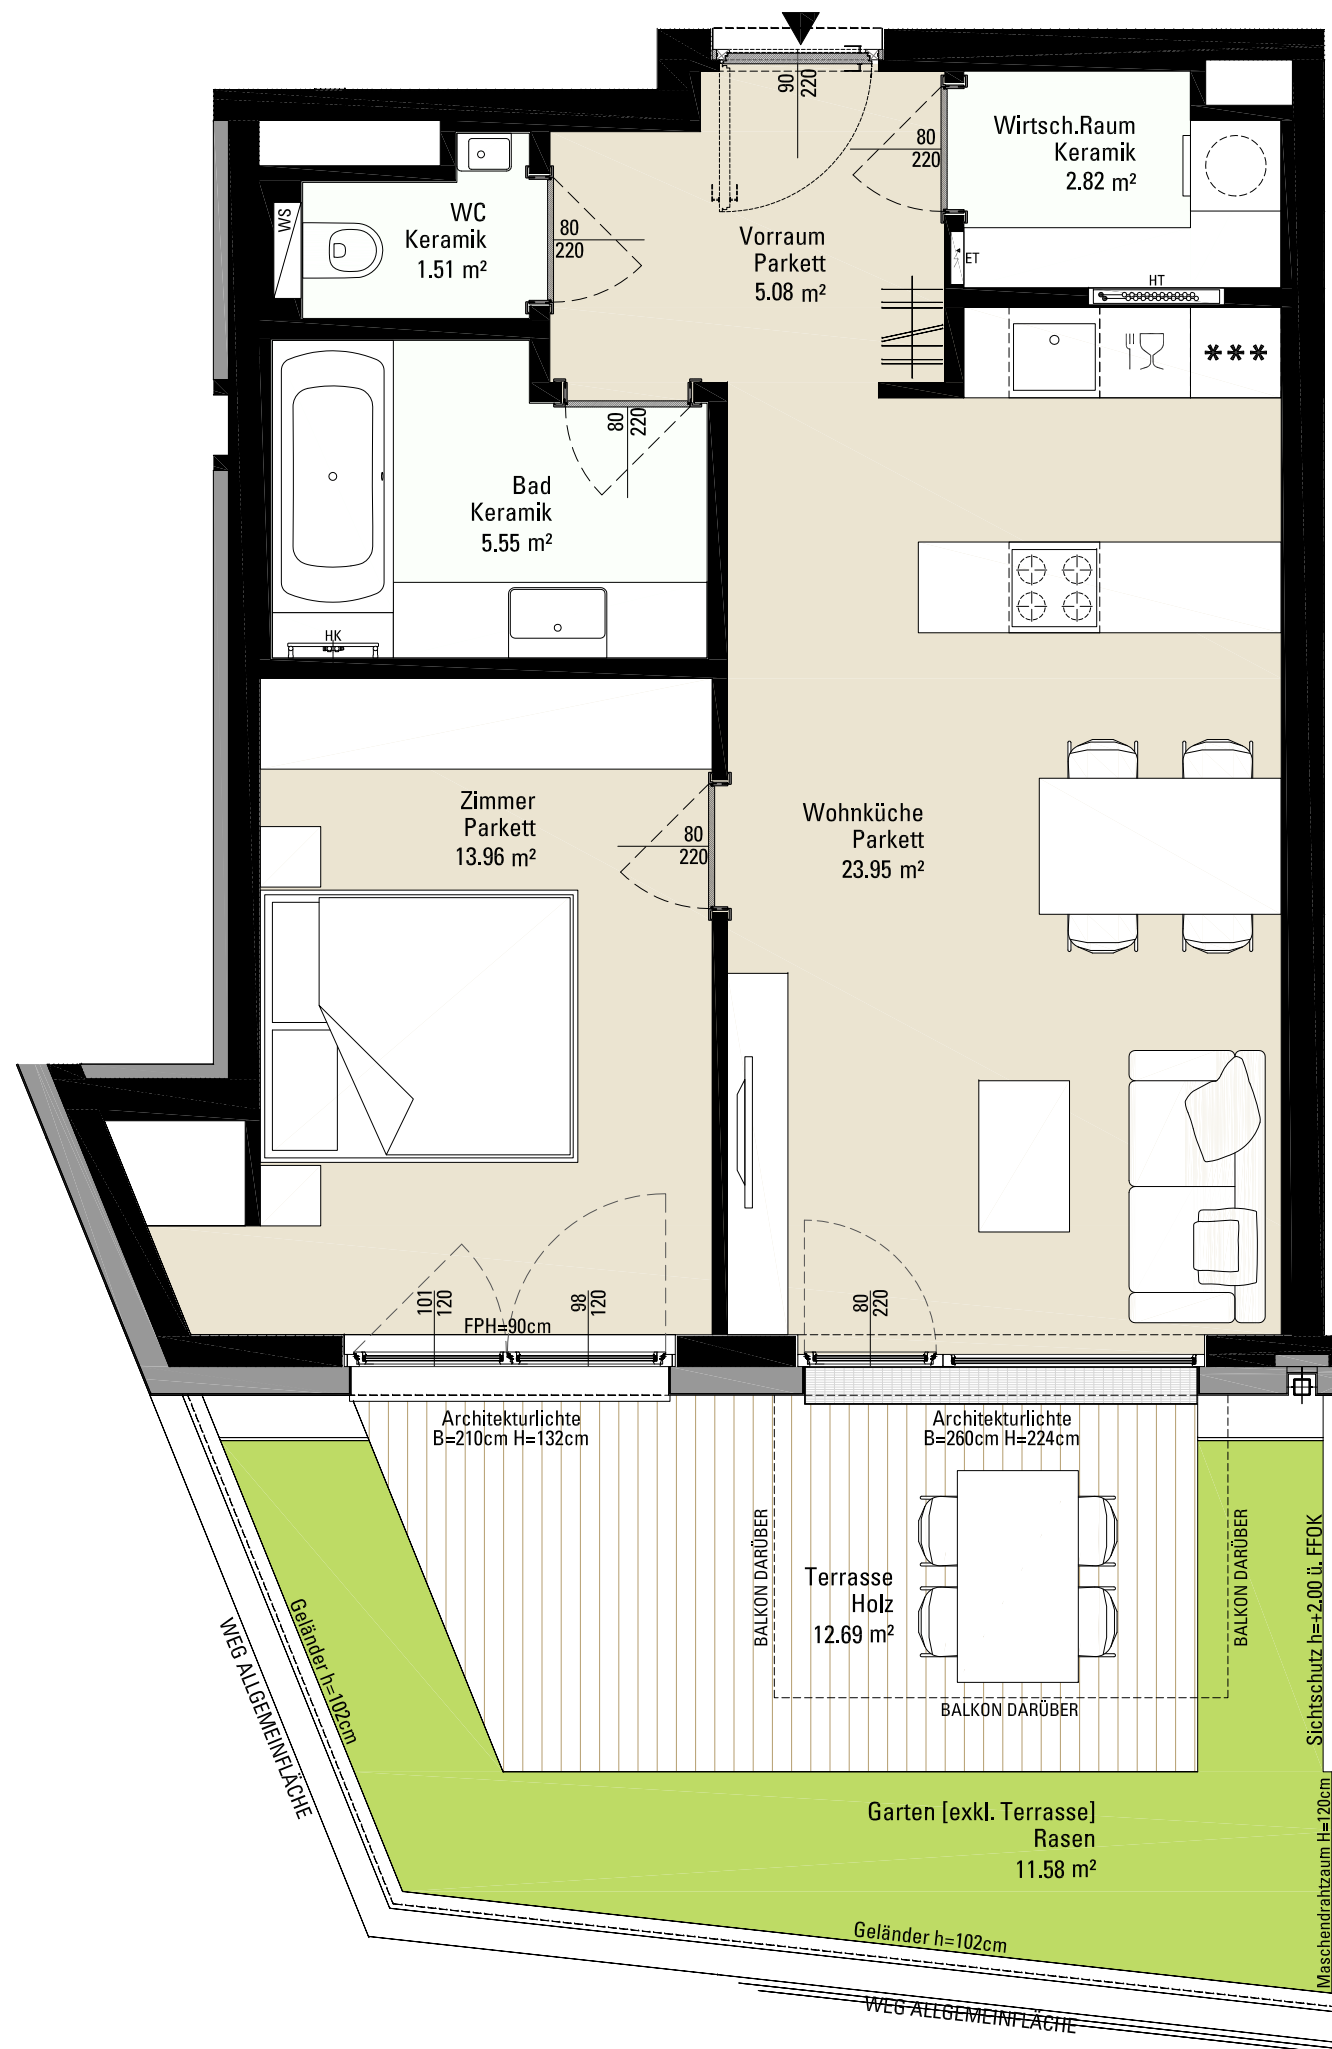 90
220
80
220
Wirtsch.Raum
Keramik
2.82 m²
WS
WC
Keramik
1.51 m²
80
220
Vorraum
Parkett
5.08 m²
ET
HT
***
80
220
Bad
Keramik
5.55 m²
HK
Zimmer
Parkett
13.96 m²
80
220
Wohnküche
Parkett
23.95 m²
101
120
98
120
FPH=90cm
80
220
Architekturlichte
B=210cm H=132cm
Architekturlichte
B=260cm H=224cm
BALKON DARÜBER
BALKON DARÜBER
Sichtschutz h=+2.00 ü. FFOK
Terrasse
Holz
12.69 m²
BALKON DARÜBER
Geländer h=102cm
WEG ALLGEMEINFLÄCHE
Garten [exkl. Terrasse]
Rasen
11.58 m²
Maschendrahtzaum H=120cm
Geländer h=102cm
WEG ALLGEMEINFLÄCHE